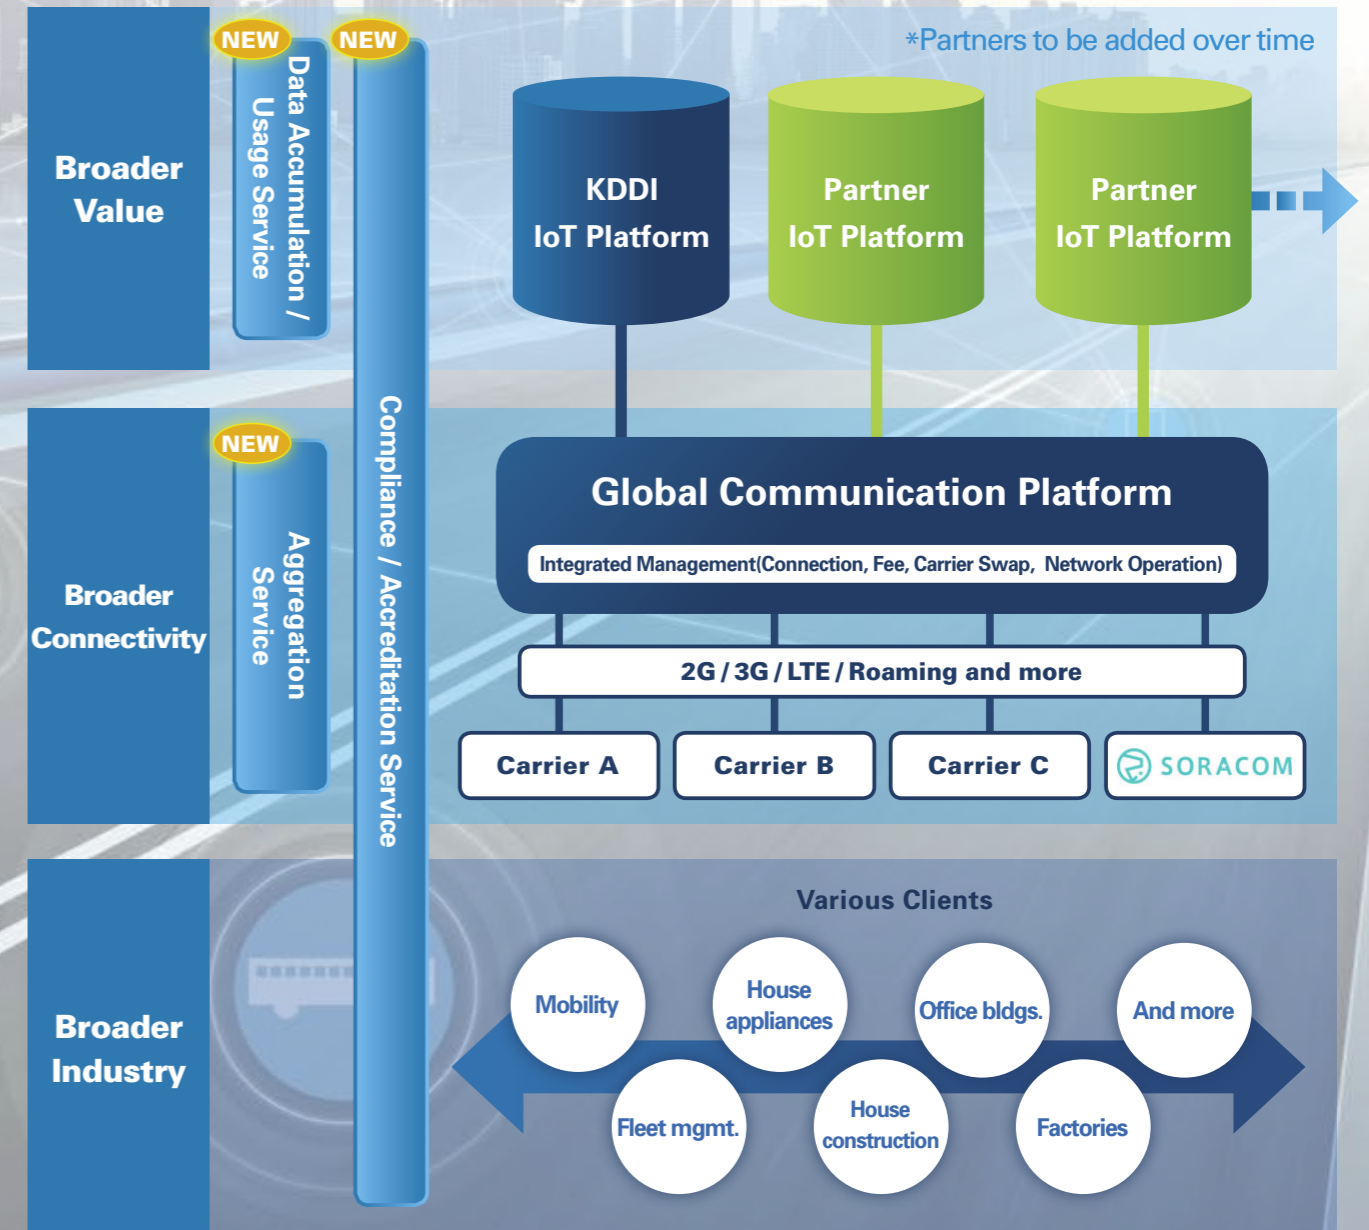 NEW
NEW
*Partners to be added over time
Broader
Value
Data Accumulation /
Usage Service
KDDI
IoT Platform
Partner
IoT Platform
Partner
IoT Platform
Compliance / Accreditation Service
Broader
Connectivity
NEW
Aggregation
Service
Global Communication Platform
Integrated Management(Connection, Fee, Carrier Swap, Network Operation)
2G / 3G / LTE / Roaming and more
Carrier A
Carrier B
Carrier C
SORACOM
Broader
Industry
Various Clients
Mobility
House
appliances
Office bldgs.
And more
Fleet mgmt.
House
construction
Factories